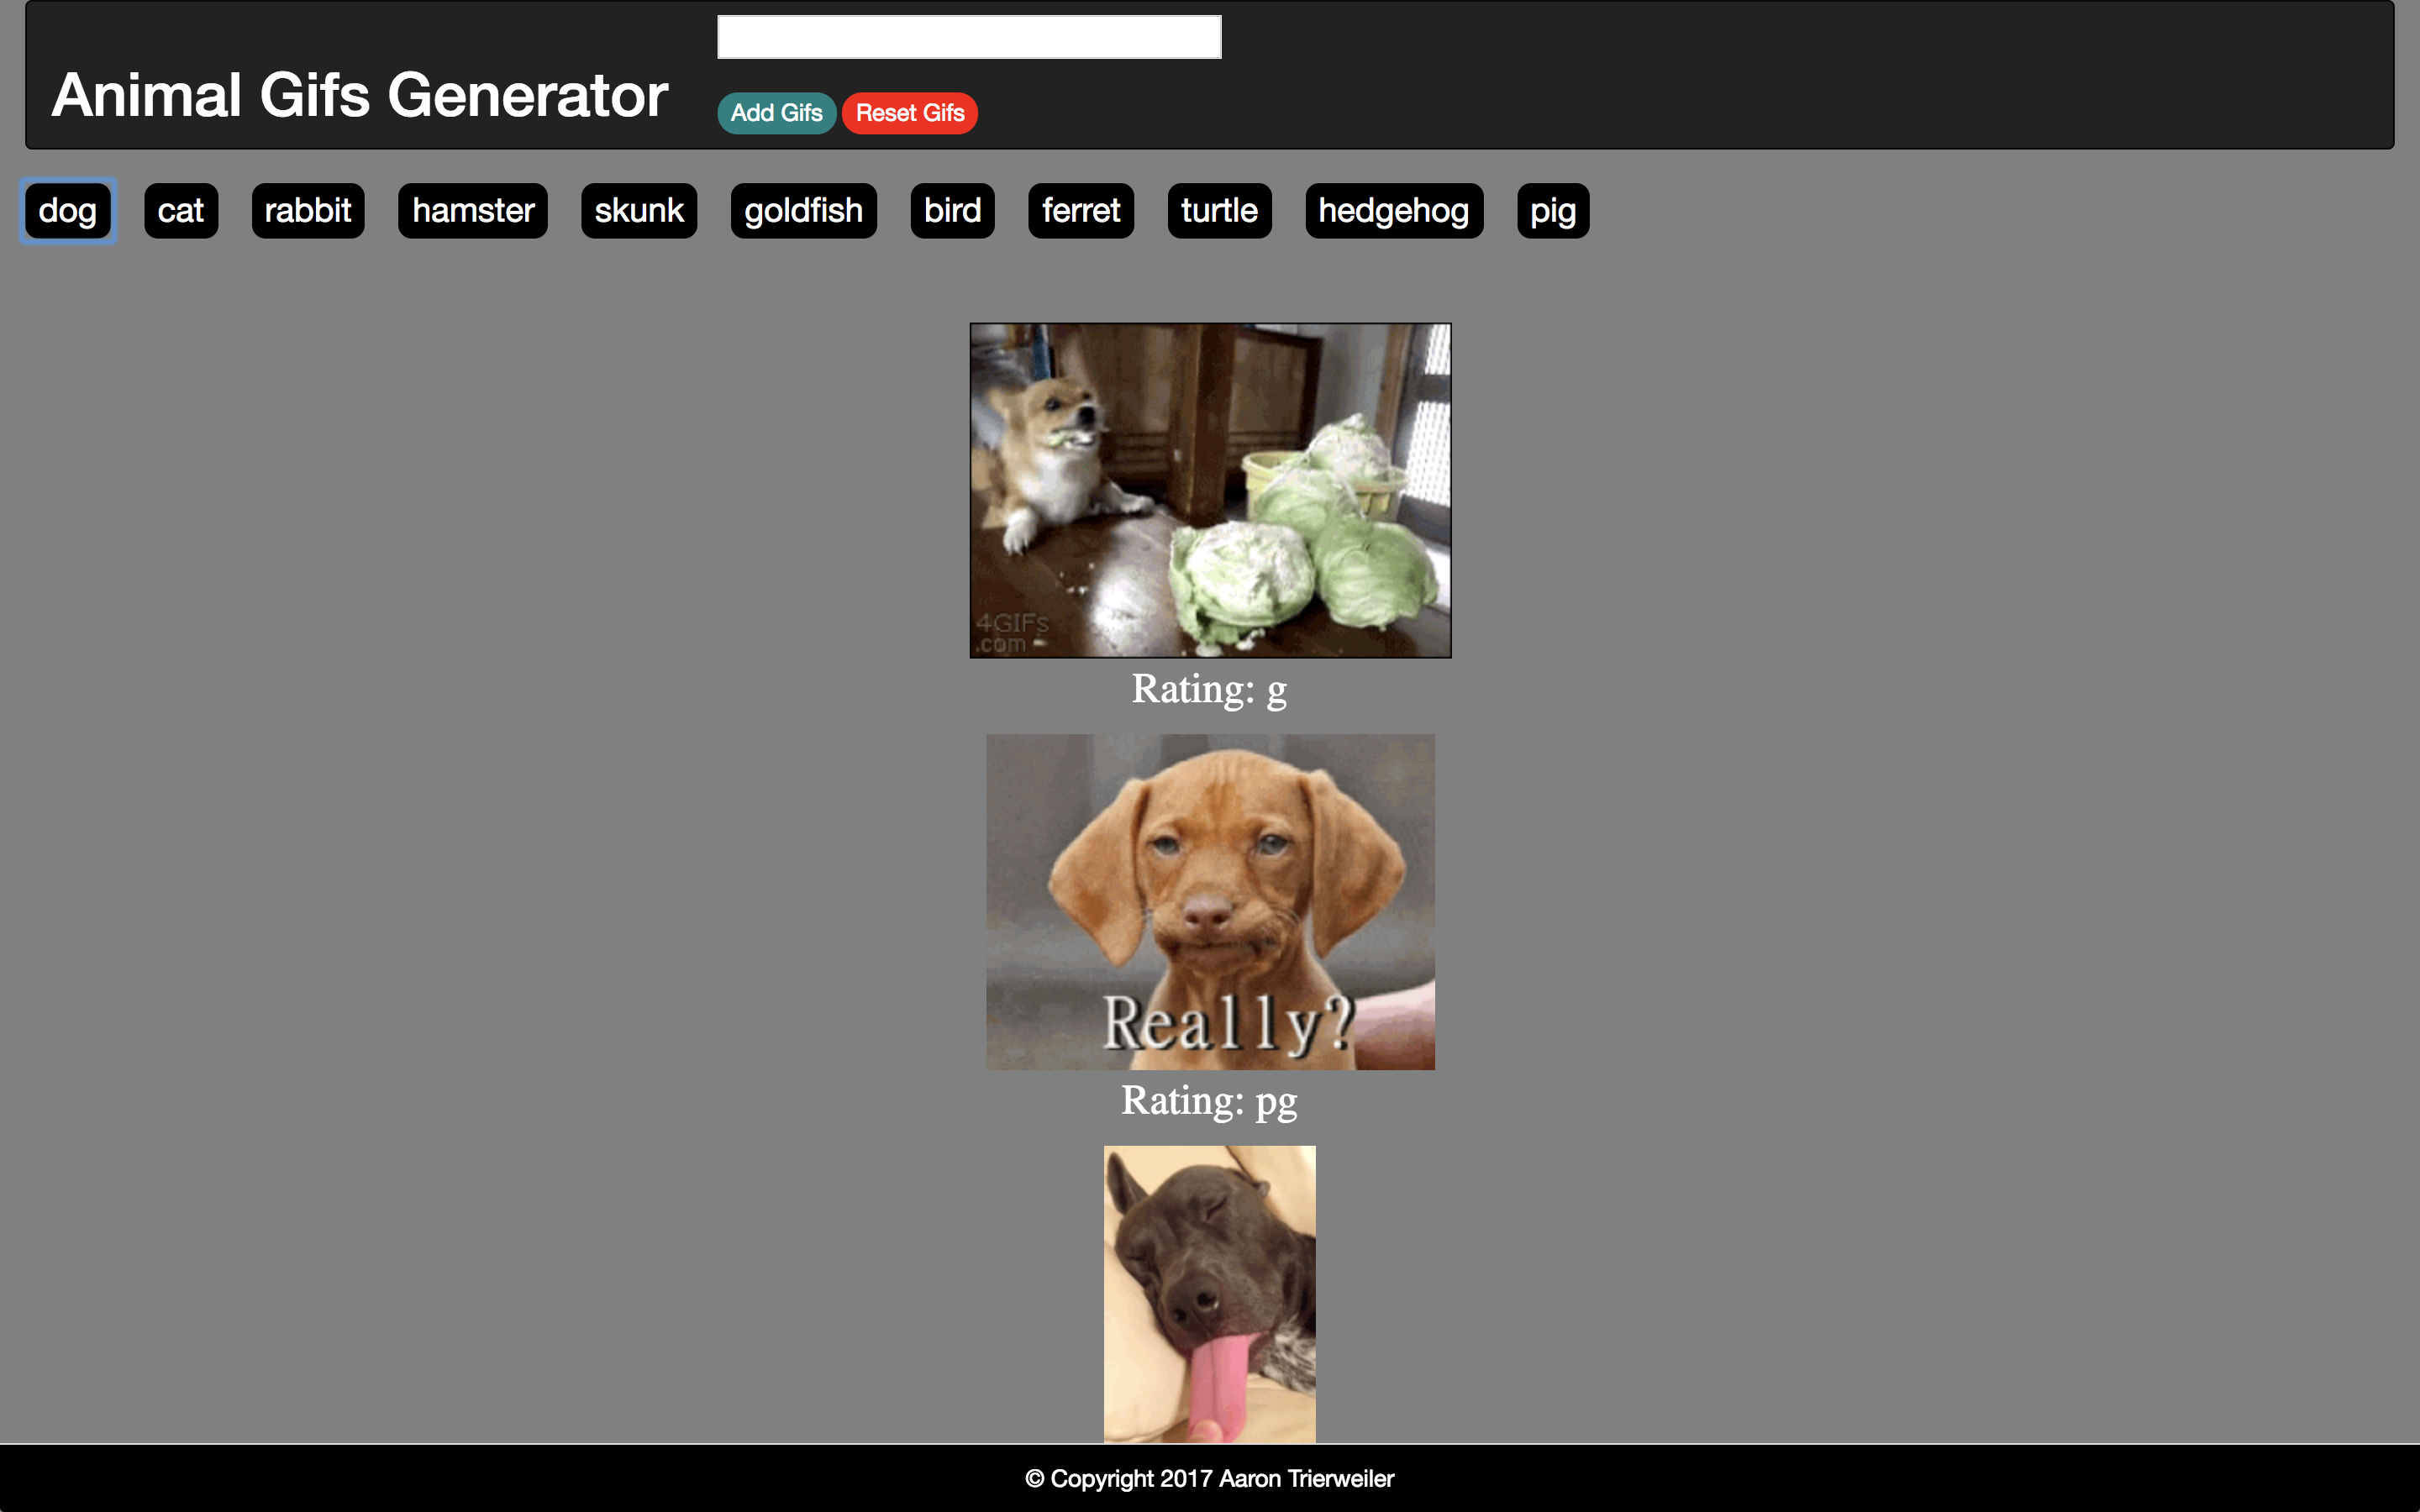 Animal Gifs Generator
Add Gifs Reset Gifs
dog cat rabbit hamster skunk goldfish bird ferret turtle hedgehog pig
4GIFs
.com
Rating: g
Really?
Rating: pg
© Copyright 2017 Aaron Trierweiler